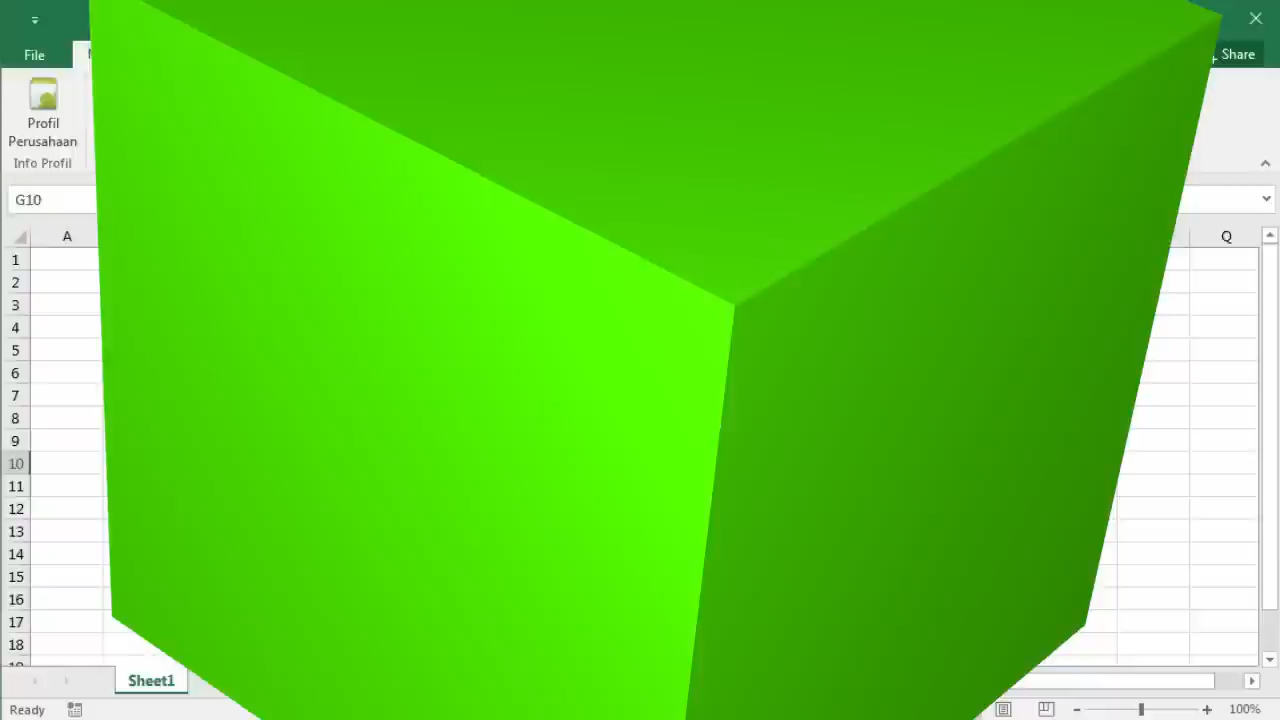 File
Share
Profil
Perusahaan
Info Profil
G10
A
Q
1
2
3
4
5
6
7
8
9
10
11
12
13
14
15
16
17
18
Sheet1
Ready
100%